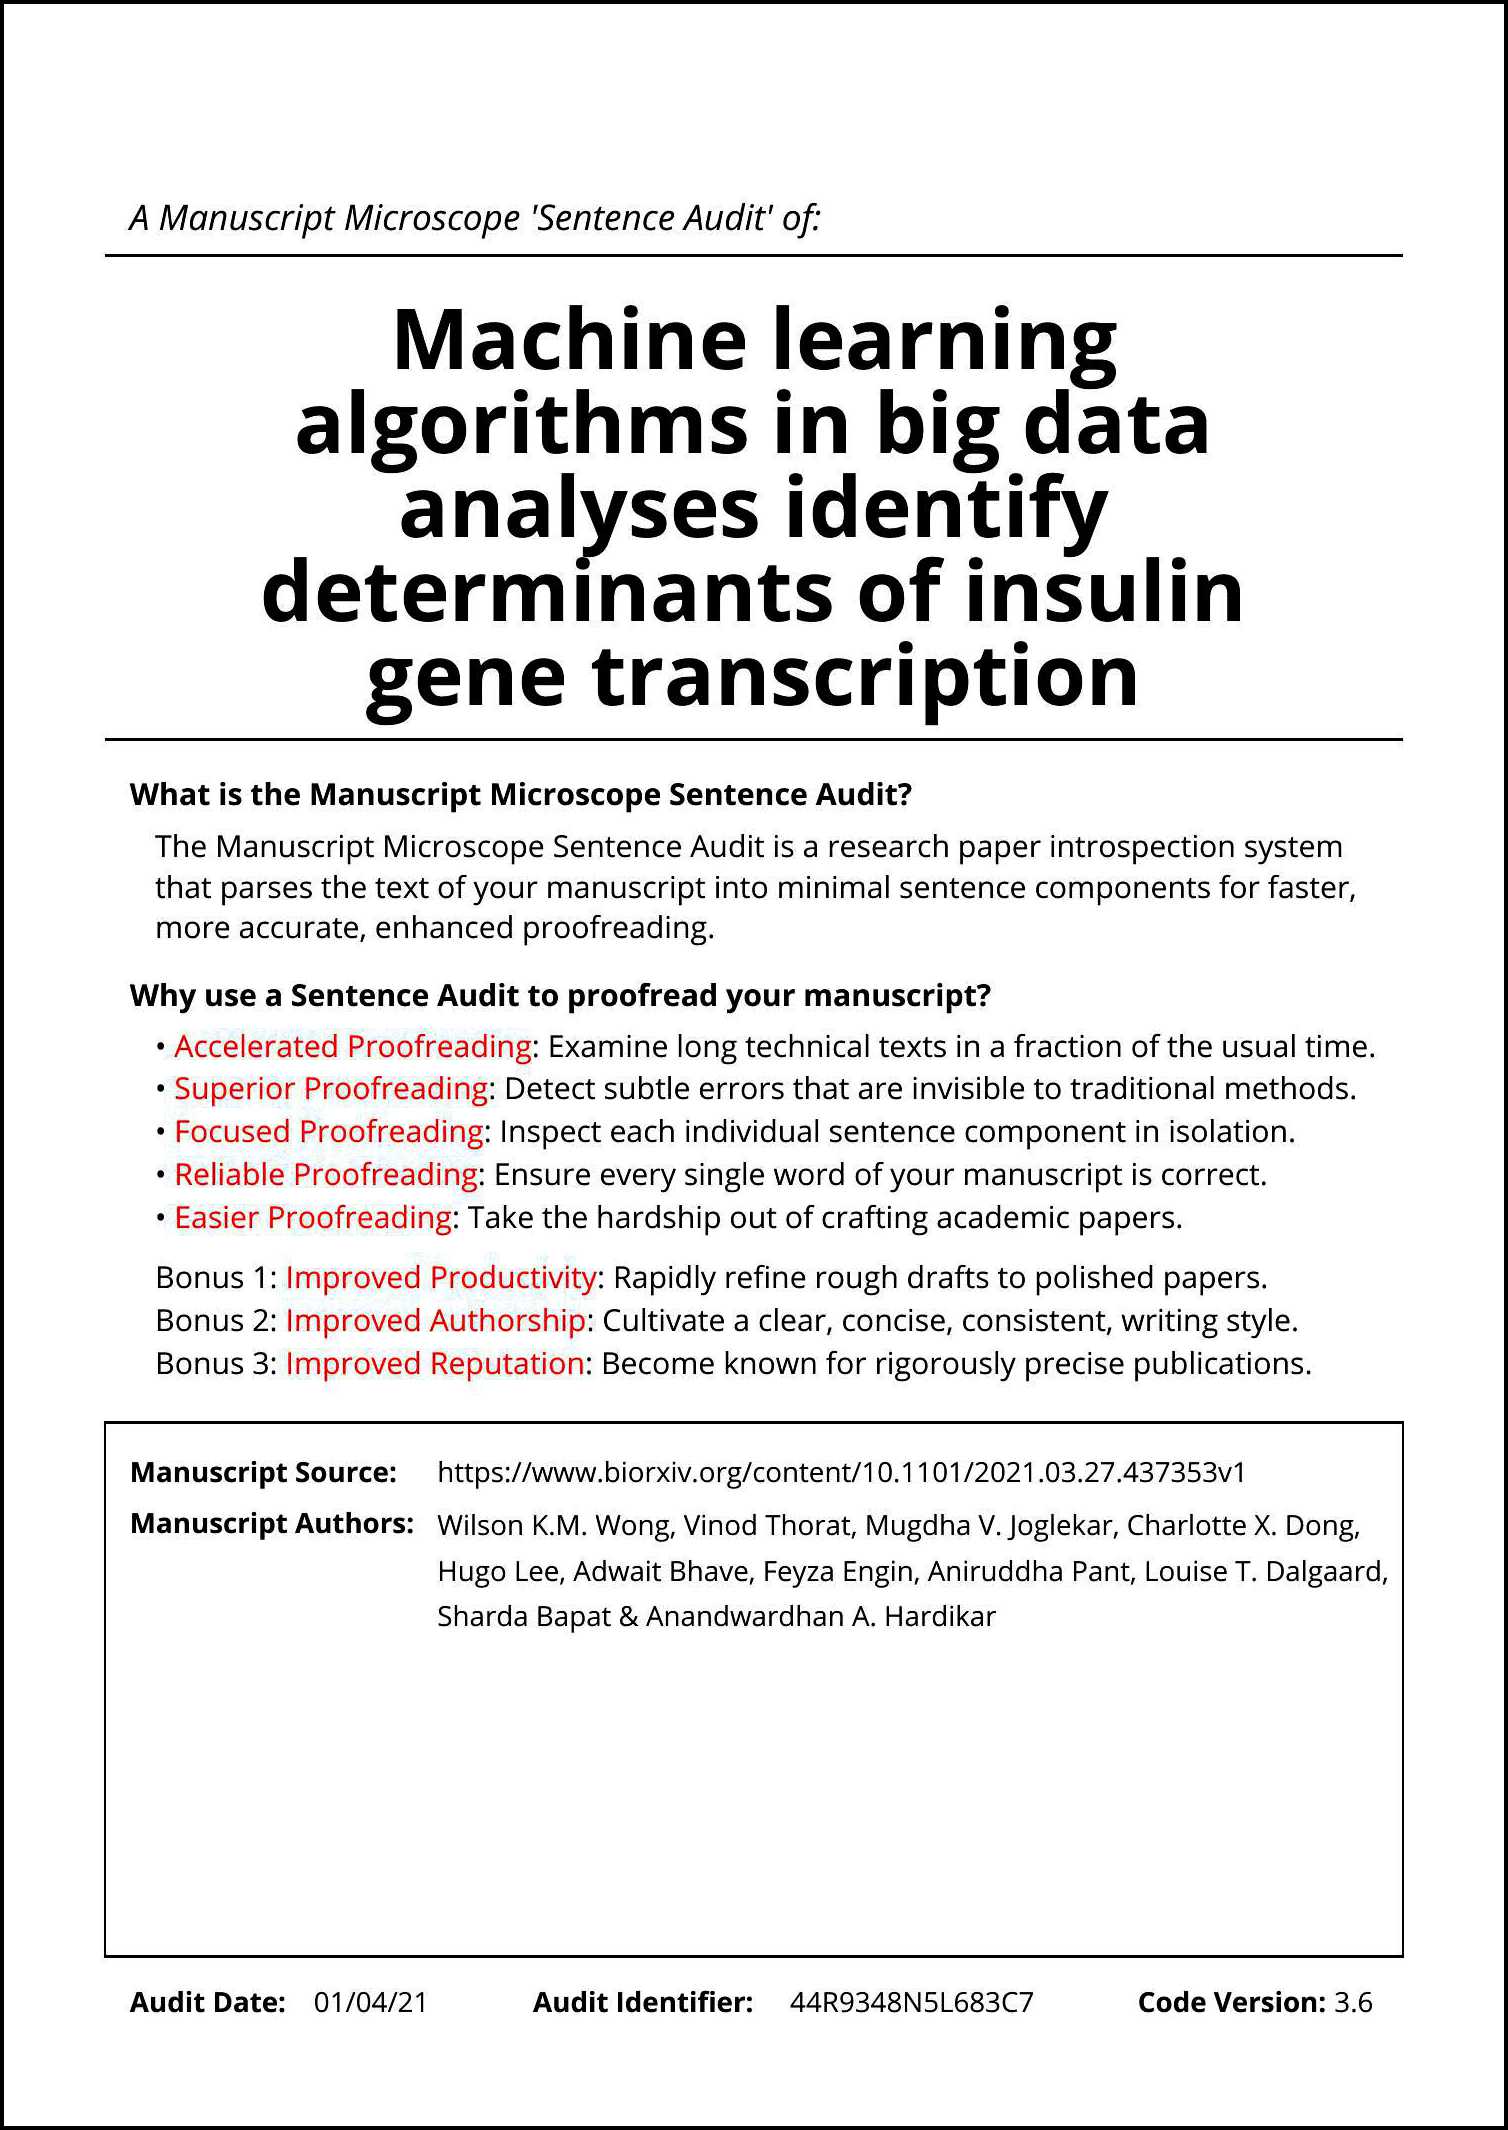 A Manuscript Microscope 'Sentence Audit' of:
Machine learning
algorithms in big data
analyses identify
determinants of insulin
gene transcription
What is the Manuscript Microscope Sentence Audit?
The Manuscript Microscope Sentence Audit is a research paper introspection system
that parses the text of your manuscript into minimal sentence components for faster,
more accurate, enhanced proofreading.
Why use a Sentence Audit to proofread your manuscript?
• Accelerated Proofreading: Examine long technical texts in a fraction of the usual time.
• Superior Proofreading: Detect subtle errors that are invisible to traditional methods.
• Focused Proofreading: Inspect each individual sentence component in isolation.
• Reliable Proofreading: Ensure every single word of your manuscript is correct.
• Easier Proofreading: Take the hardship out of crafting academic papers.
Bonus 1: Improved Productivity: Rapidly refine rough drafts to polished papers.
Bonus 2: Improved Authorship: Cultivate a clear, concise, consistent, writing style.
Bonus 3: Improved Reputation: Become known for rigorously precise publications.
Manuscript Source: https://www.biorxiv.org/content/10.1101/2021.03.27.437353v1
Manuscript Authors: Wilson K.M. Wong, Vinod Thorat, Mugdha V. Joglekar, Charlotte X. Dong,
Hugo Lee, Adwait Bhave, Feyza Engin, Aniruddha Pant, Louise T. Dalgaard,
Sharda Bapat & Anandwardhan A. Hardikar
Audit Date: 01/04/21 Audit Identifier: 44R9348N5L683C7 Code Version: 3.6